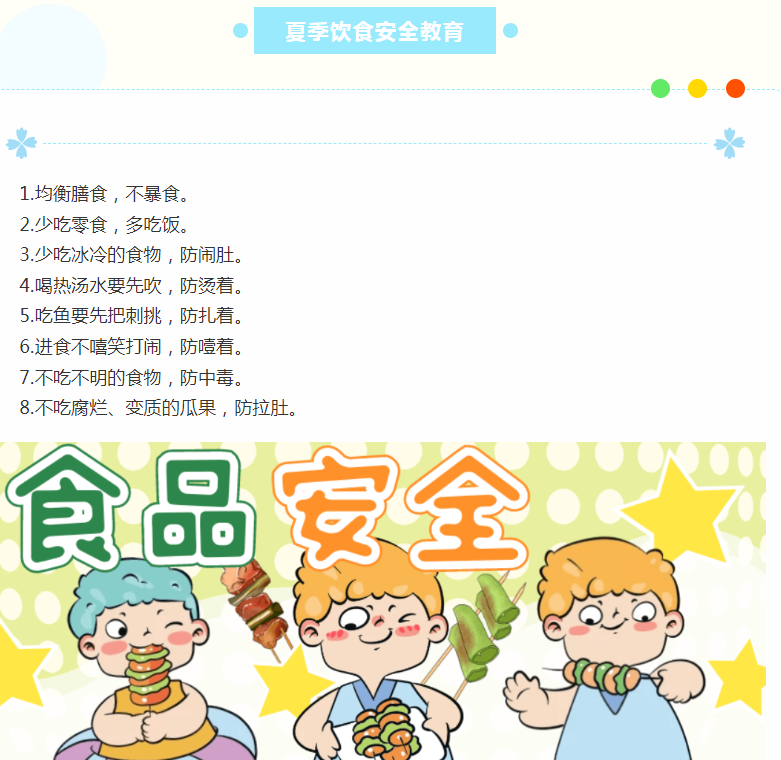 夏季饮食安全教育
1.均衡膳食，不暴食。
2.少吃零食，多吃饭。
3.少吃冰冷的食物，防闹肚。
4.喝热汤水要先吹，防烫着。
5.吃鱼要先把刺挑，防扎着。
6.进食不嘻笑打闹，防噎着。
7.不吃不明的食物，防中毒。
8.不吃腐烂、变质的瓜果，防拉肚。
食品安全